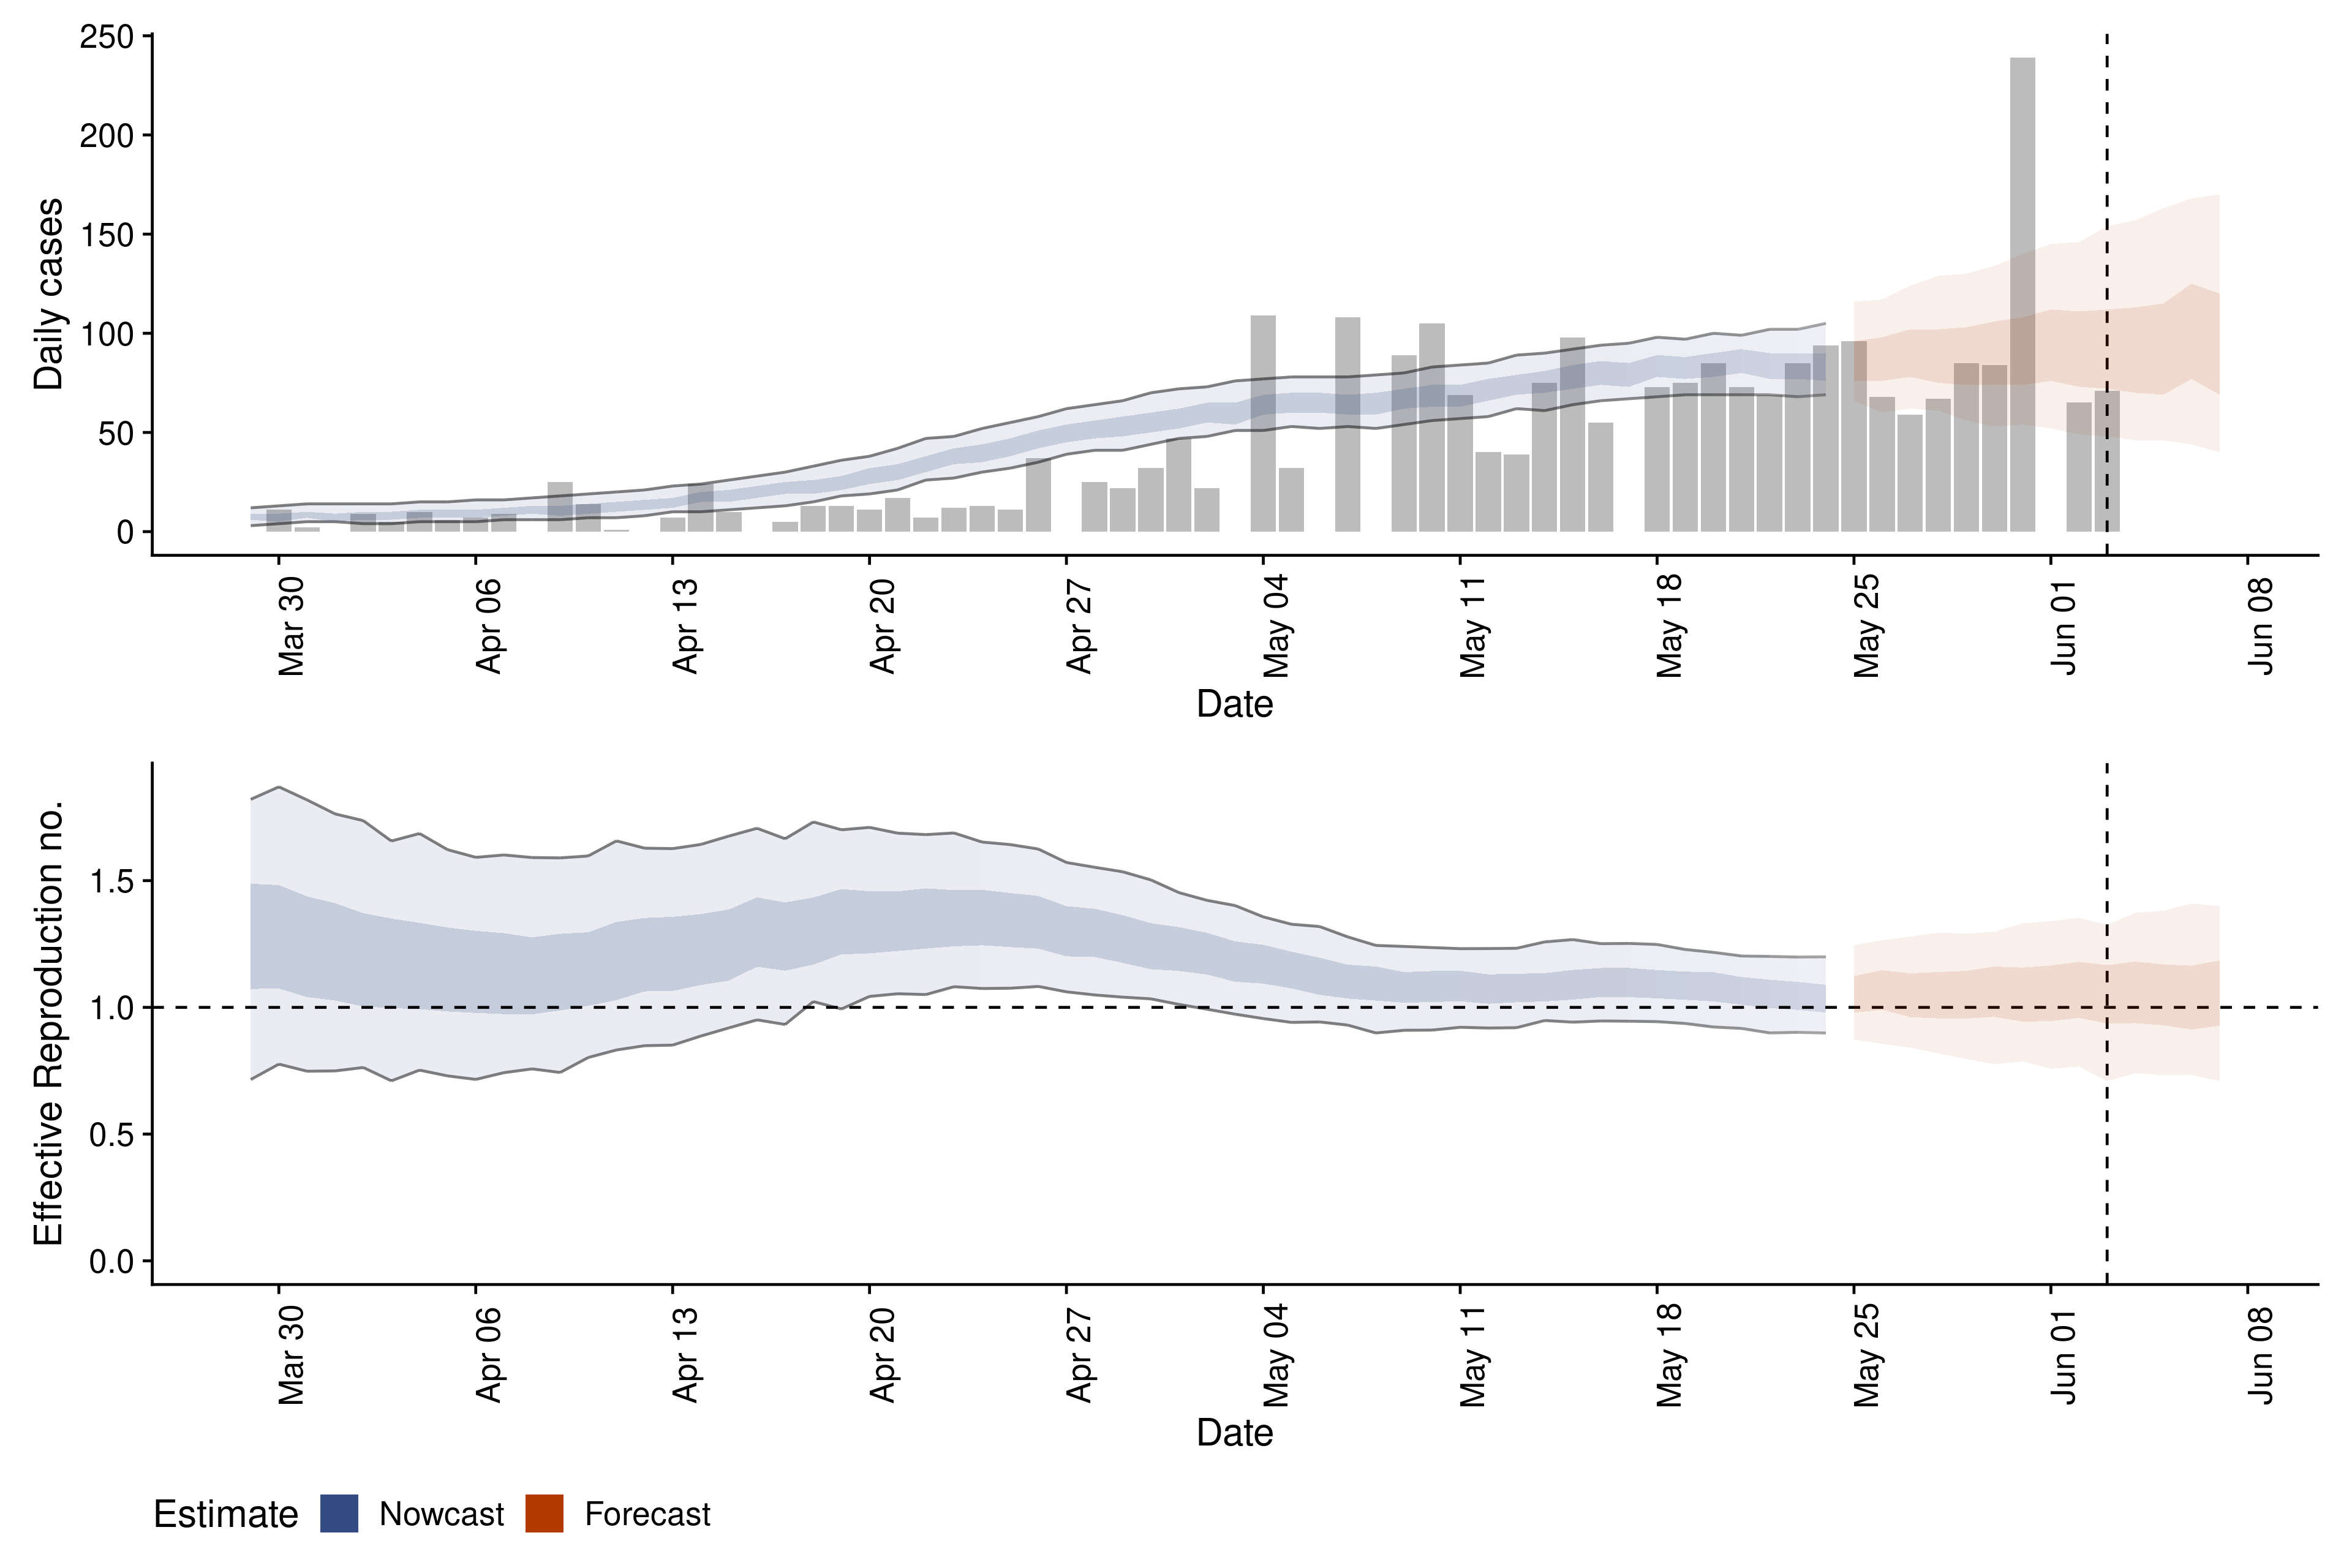 250
200
150
100
50
0
Daily cases
Mar 30 Apr 06 Apr 13 Apr 20 Apr 27 May 04 May 11 May 18 May 25 Jun 01 Jun 08
Date
1.5
1.0
0.5
0.0
Effective Reproduction no.
Mar 30 Apr 06 Apr 13 Apr 20 Apr 27 May 04 May 11 May 18 May 25 Jun 01 Jun 08
Date
Estimate Nowcast Forecast